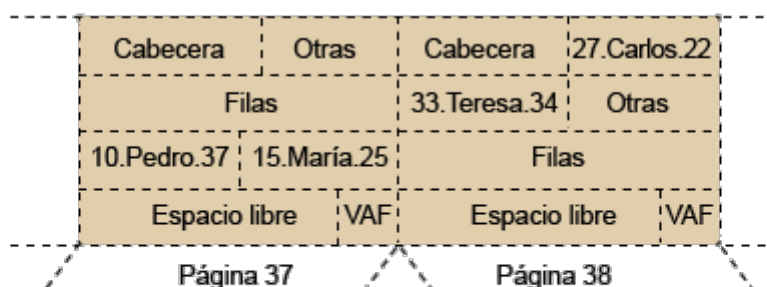 Cabecera Otras Cabecera 27.Carlos.22
Filas 33.Teresa.34 Otras
10.Pedro.37 15.María.25 Filas
Espacio libre VAF Espacio libre VAF
Página 37 Página 38